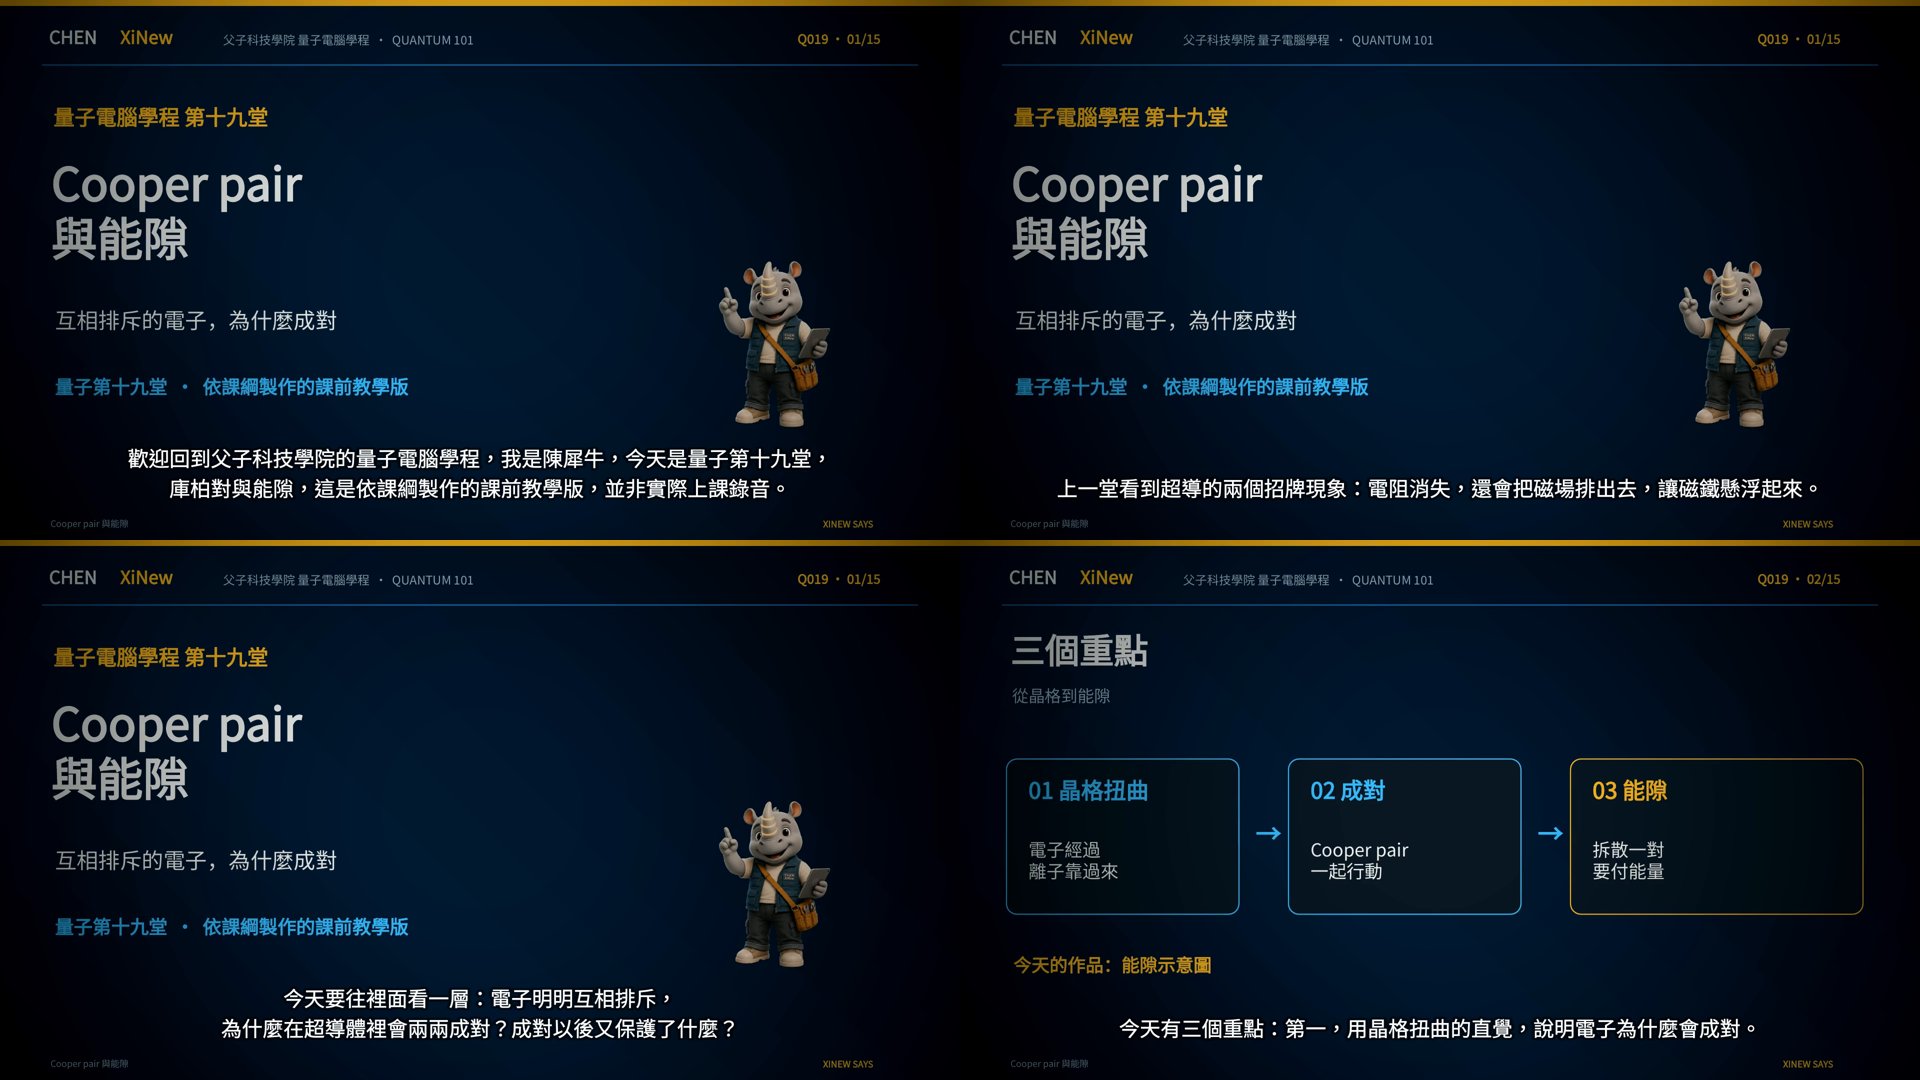 CHEN XiNew 父子科技學院 量子電腦學程 · QUANTUM 101 Q019 · 01/15
量子電腦學程 第十九堂
Cooper pair
與能隙
互相排斥的電子，為什麼成對
量子第十九堂 · 依課綱製作的課前教學版
歡迎回到父子科技學院的量子電腦學程，我是陳犀牛，今天是量子第十九堂，
庫柏對與能隙，這是依課綱製作的課前教學版，並非實際上課錄音。
Cooper pair 與能隙 XINEW SAYS
CHEN XiNew 父子科技學院 量子電腦學程 · QUANTUM 101 Q019 · 01/15
量子電腦學程 第十九堂
Cooper pair
與能隙
互相排斥的電子，為什麼成對
量子第十九堂 · 依課綱製作的課前教學版
上一堂看到超導的兩個招牌現象：電阻消失，還會把磁場排出去，讓磁鐵懸浮起來。
Cooper pair 與能隙 XINEW SAYS
CHEN XiNew 父子科技學院 量子電腦學程 · QUANTUM 101 Q019 · 01/15
量子電腦學程 第十九堂
Cooper pair
與能隙
互相排斥的電子，為什麼成對
量子第十九堂 · 依課綱製作的課前教學版
今天要往裡面看一層：電子明明互相排斥，
為什麼在超導體裡會兩兩成對？成對以後又保護了什麼？
Cooper pair 與能隙 XINEW SAYS
CHEN XiNew 父子科技學院 量子電腦學程 · QUANTUM 101 Q019 · 02/15
三個重點
從晶格到能隙
01 晶格扭曲
電子經過
離子靠過來
→
02 成對
Cooper pair
一起行動
→
03 能隙
拆散一對
要付能量
今天的作品：能隙示意圖
今天有三個重點：第一，用晶格扭曲的直覺，說明電子為什麼會成對。
Cooper pair 與能隙 XINEW SAYS